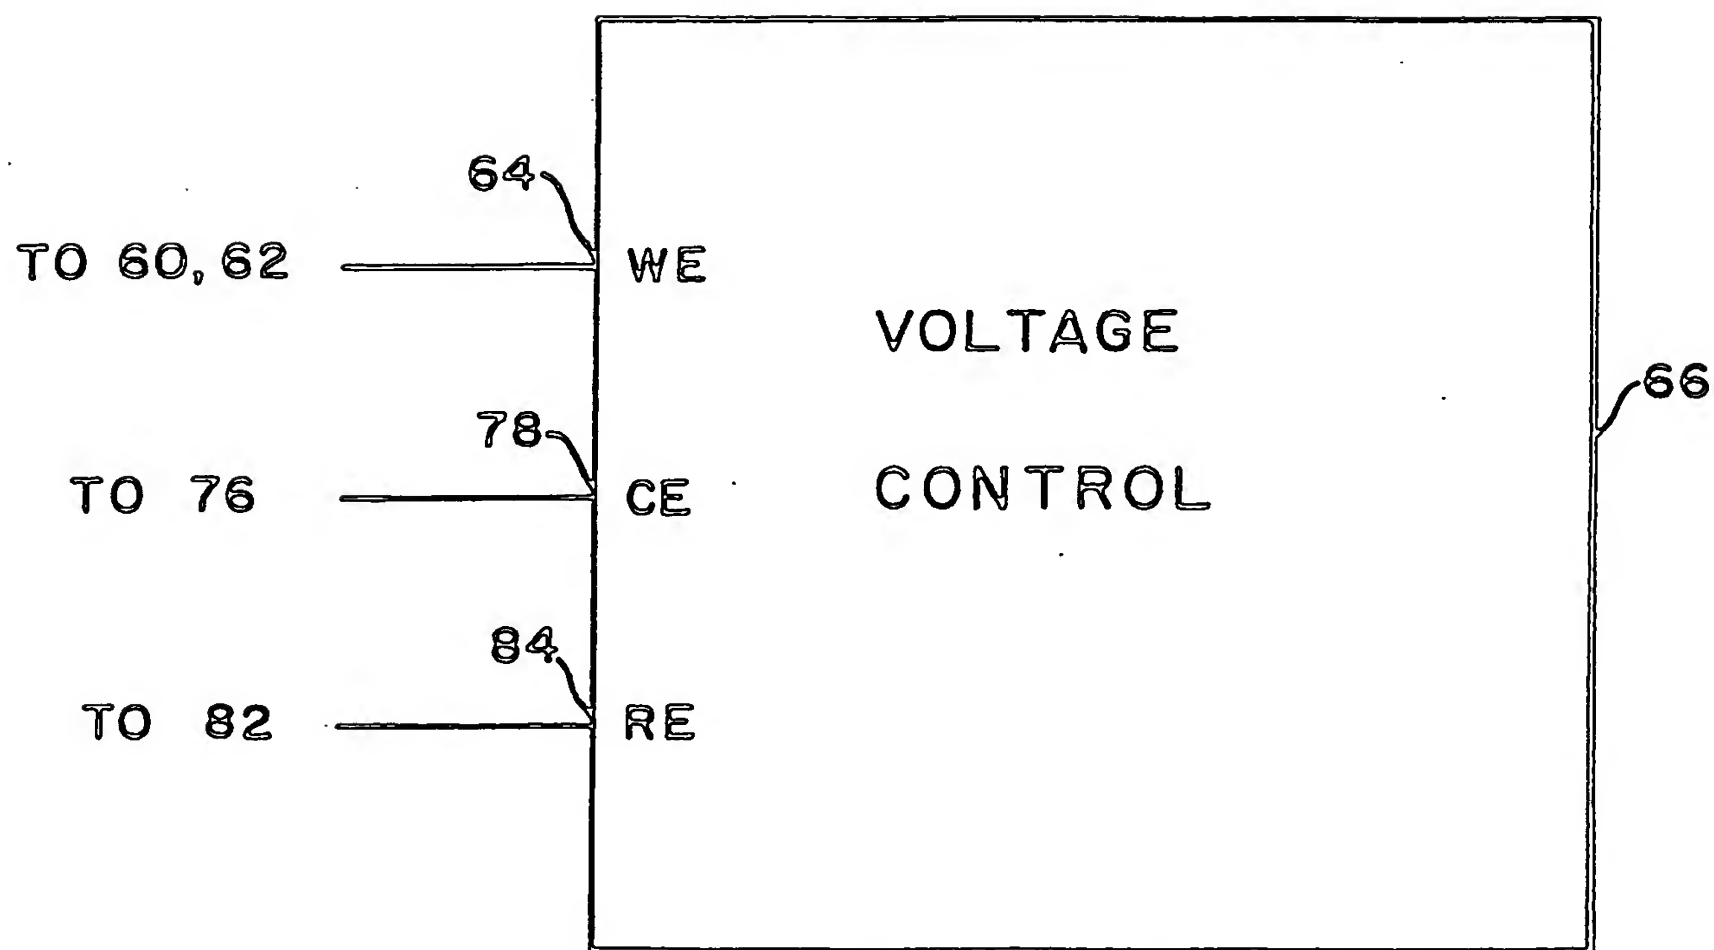 64
TO 60, 62
WE
VOLTAGE
66
78
TO 76
CE
CONTROL
84
TO 82
RE